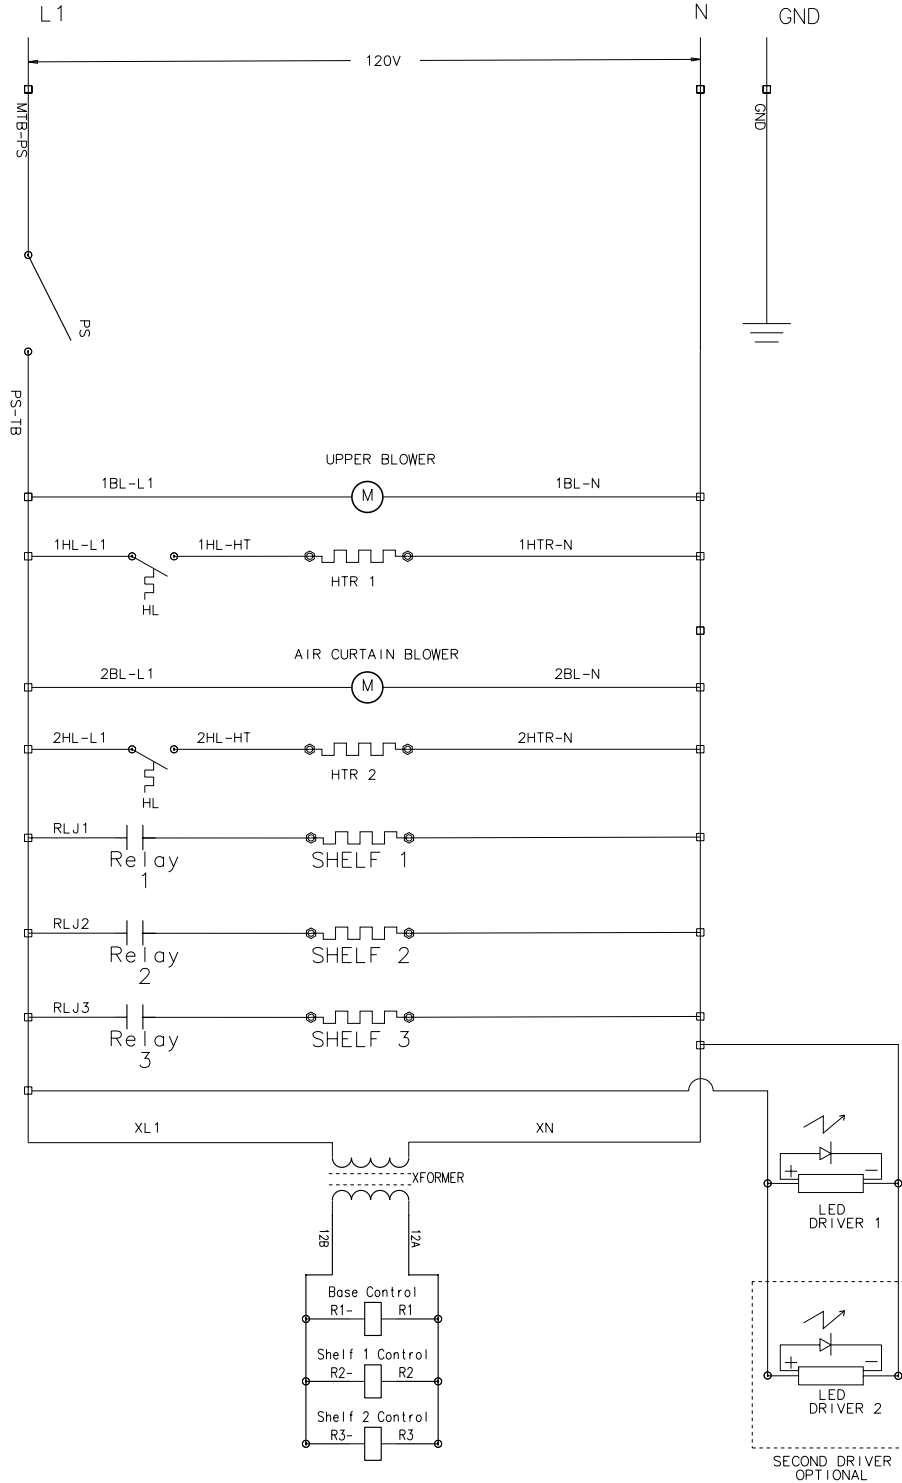 L1
N
GND
120V
MTB-PS
GND
PS
PS-TB
UPPER BLOWER
1BL-L1
M
1BL-N
1HL-L1
1HL-HT
1HTR-N
HTR 1
HL
AIR CURTAIN BLOWER
2BL-L1
M
2BL-N
2HL-L1
2HL-HT
2HTR-N
HTR 2
HL
RLJ1
Relay
1
SHELF 1
RLJ2
Relay
2
SHELF 2
RLJ3
Relay
3
SHELF 3
XL1
XN
XFORMER
+
−
LED
DRIVER 1
12B
12A
Base Control
R1-
R1
Shelf 1 Control
R2-
R2
Shelf 2 Control
R3-
R3
+
−
LED
DRIVER 2
SECOND DRIVER
OPTIONAL